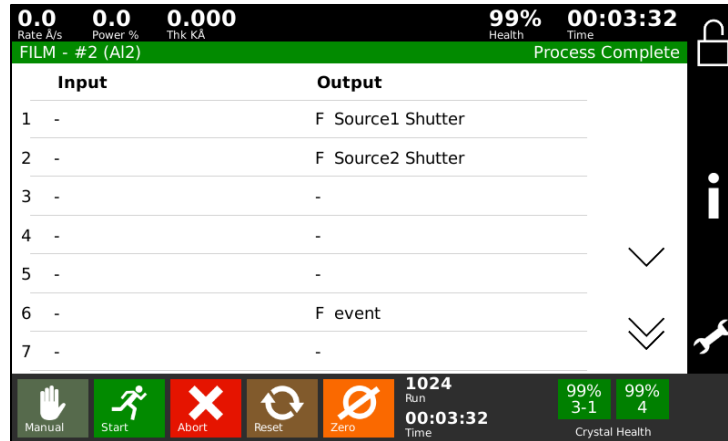 0.0 0.0 0.000 99% 00:03:32
Rate Å/s Power % Thk KÅ Health Time
FILM - #2 (Al2) Process Complete
Input Output
1 - F Source1 Shutter
2 - F Source2 Shutter
3 - -
4 - -
5 - -
6 - F event
7 - -
Manual Start Abort Reset Zero
1024
Run
00:03:32
Time
99% 99%
3-1 4
Crystal Health